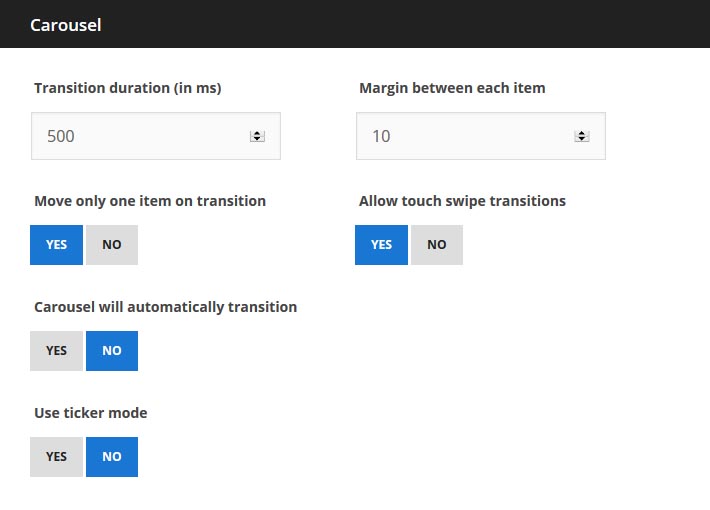 Carousel
Transition duration (in ms)
Margin between each item
500
10
Move only one item on transition
Allow touch swipe transitions
YES NO
YES NO
Carousel will automatically transition
YES NO
Use ticker mode
YES NO